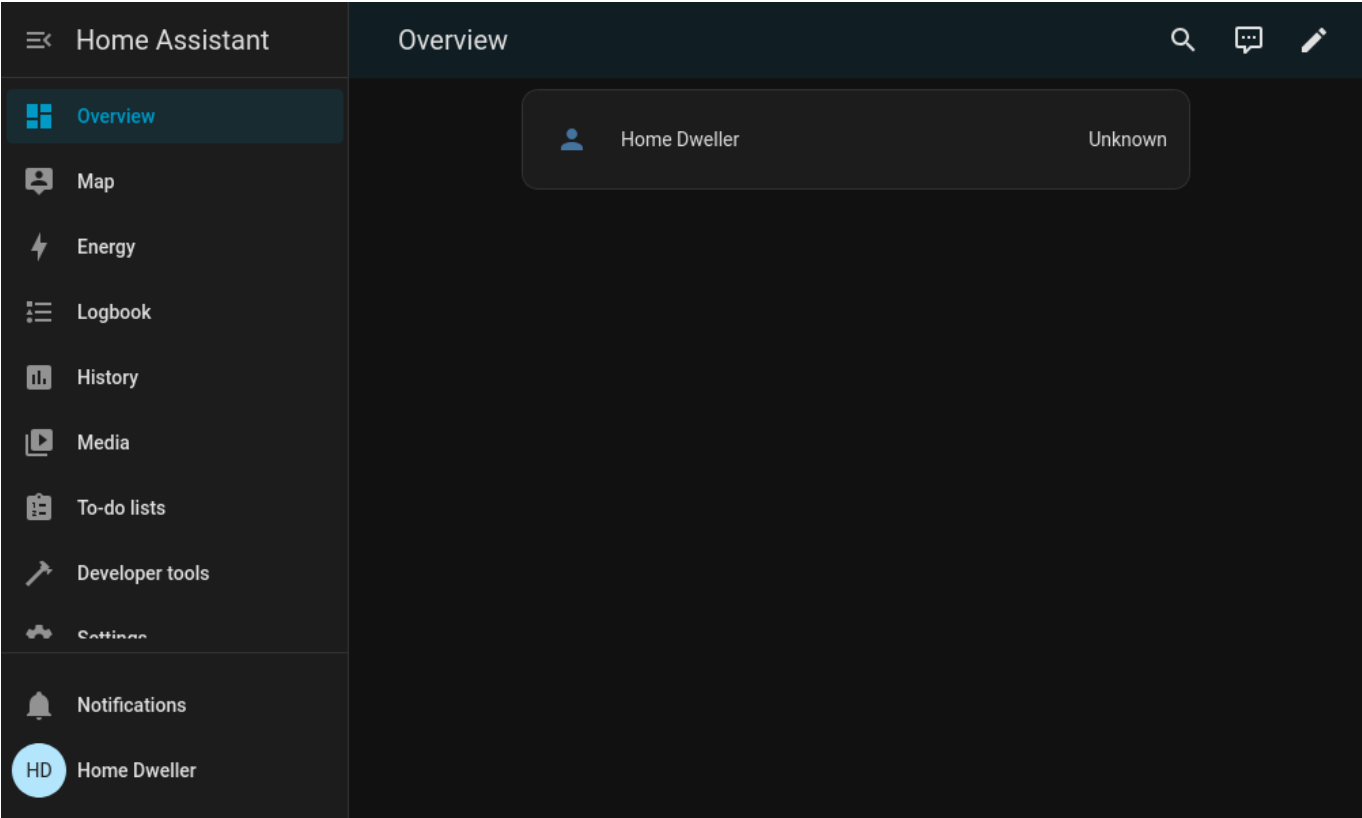 Home Assistant
Overview
Overview
Map
Energy
Logbook
History
Media
To-do lists
Developer tools
Settings
Notifications
HD
Home Dweller
Home Dweller
Unknown